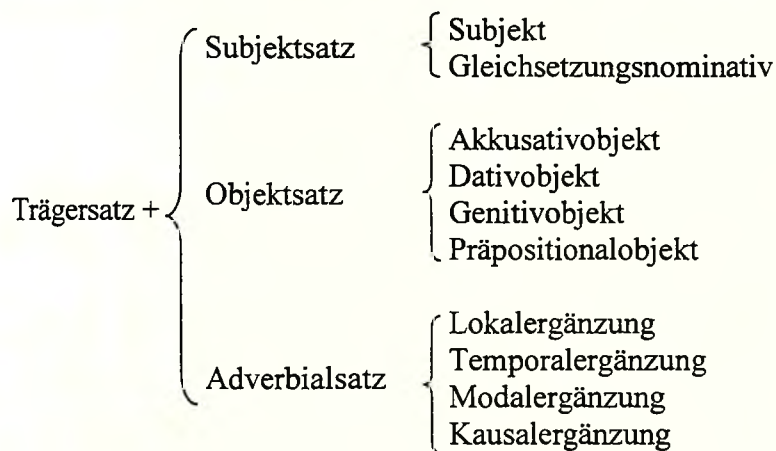 Subjektsatz
Subjekt
Gleichsetzungsnominativ
Trägersatz +
Objektsatz
Akkusativobjekt
Dativobjekt
Genitivobjekt
Präpositionalobjekt
Adverbialsatz
Lokalergänzung
Temporalergänzung
Modalergänzung
Kausalergänzung